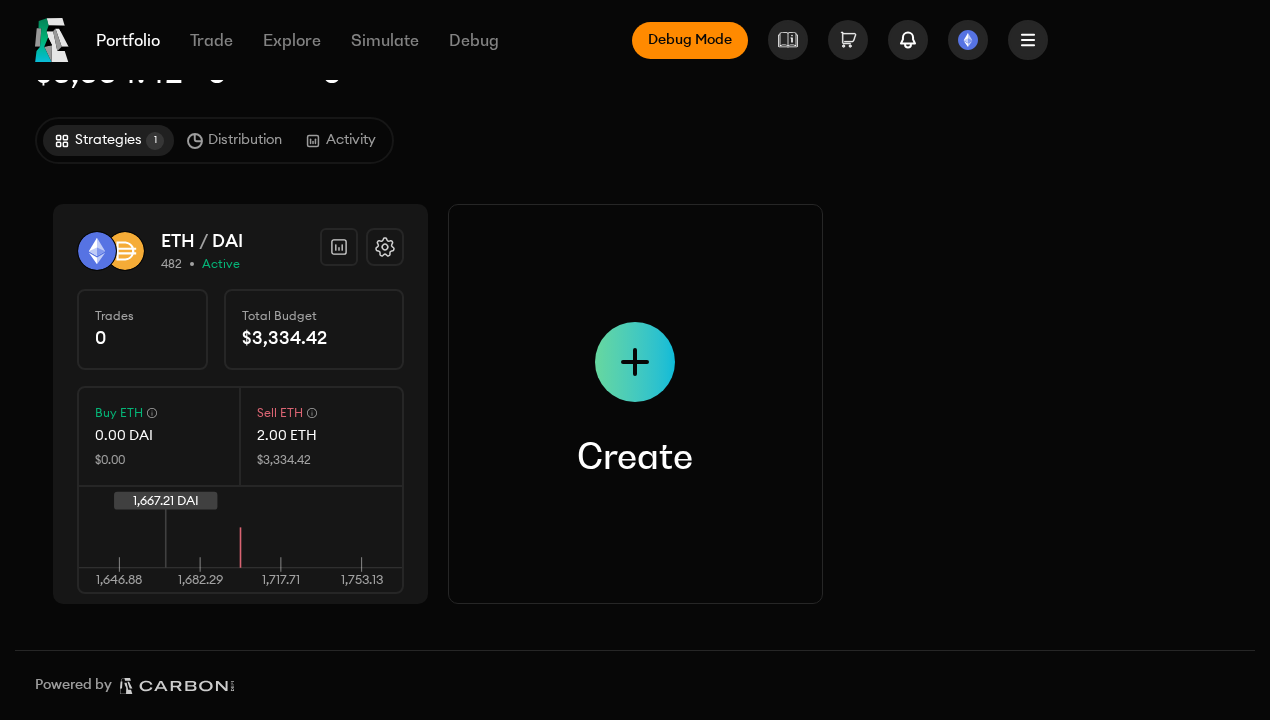 Portfolio Trade Explore Simulate Debug Debug Mode
Strategies 1 Distribution Activity
ETH / DAI
482 • Active
Trades Total Budget
0 $3,334.42
Buy ETH Sell ETH
0.00 DAI 2.00 ETH
$0.00 $3,334.42
1,667.21 DAI
1,646.88 1,682.29 1,717.71 1,753.13
Create
Powered by CARBON